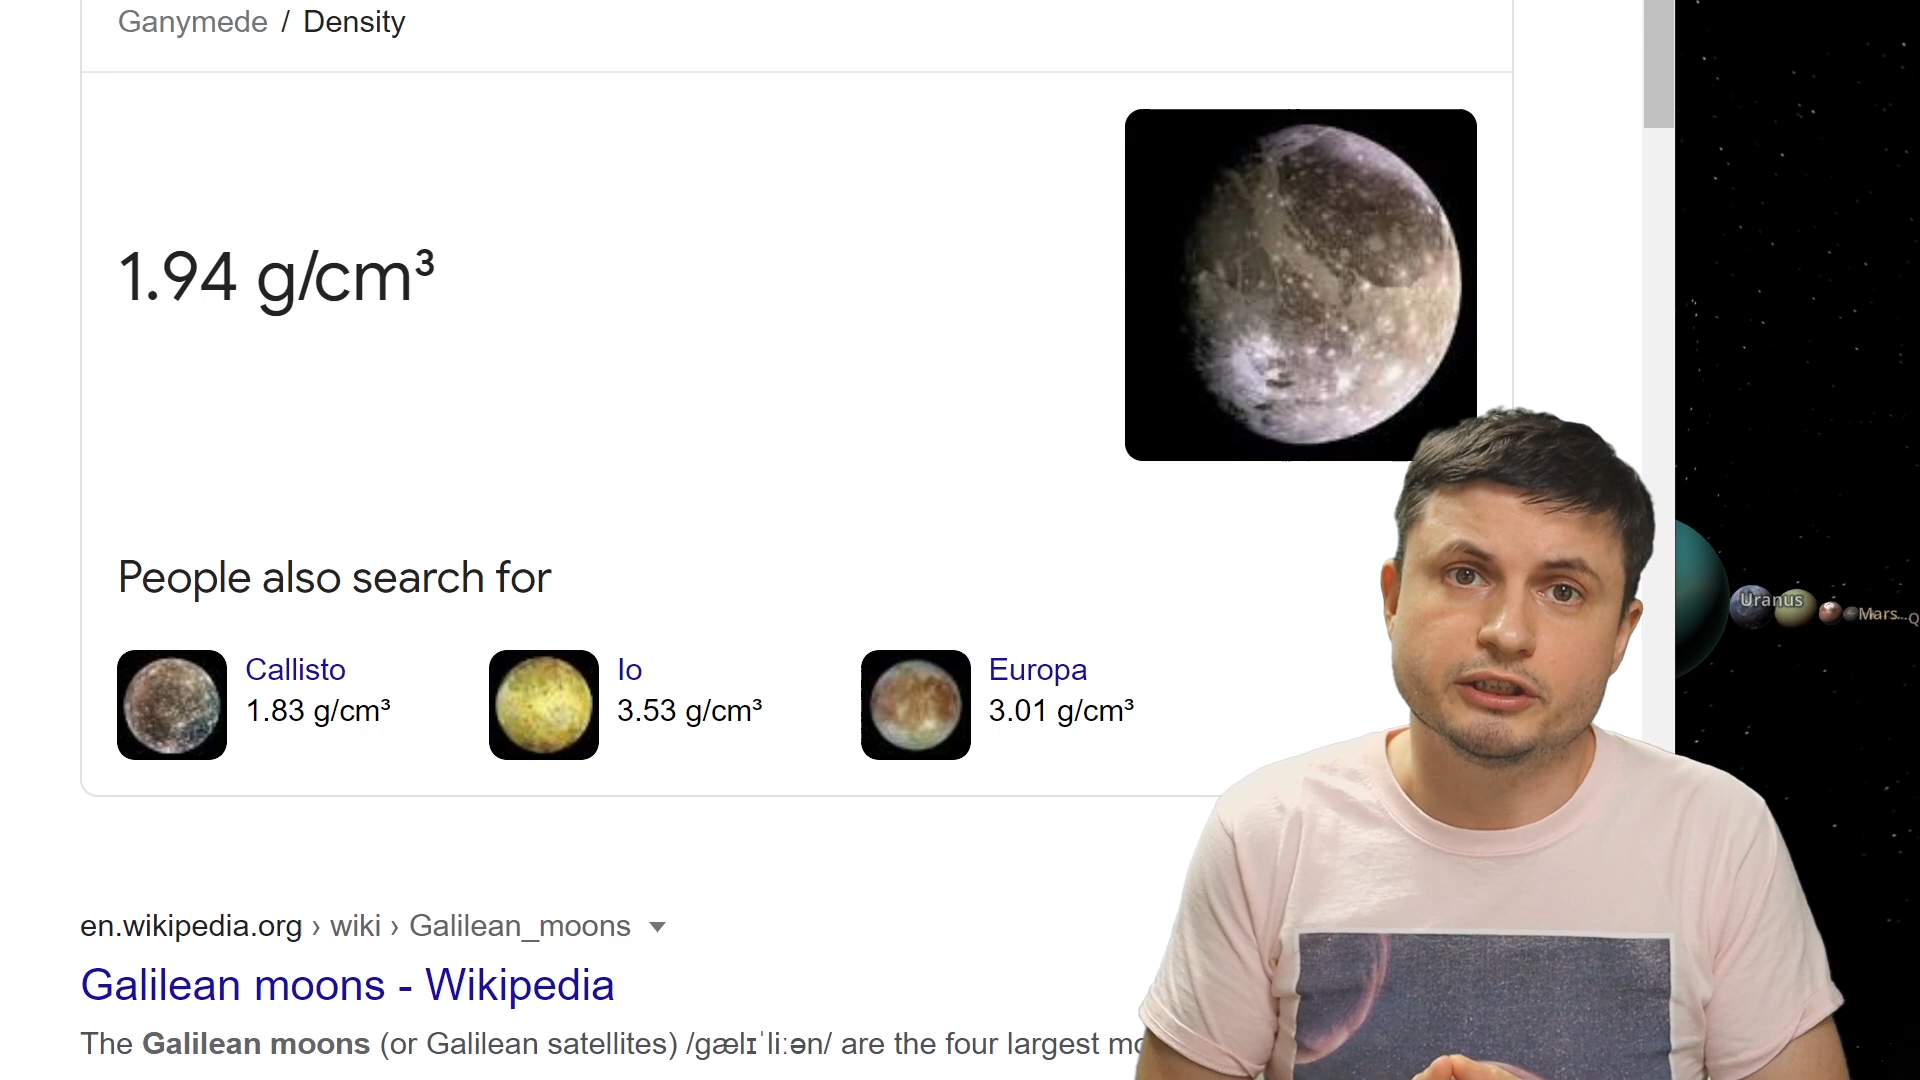 Ganymede / Density
1.94 g/cm³
People also search for
Callisto
1.83 g/cm³
Io
3.53 g/cm³
Europa
3.01 g/cm³
Uranus
Mars...Q
en.wikipedia.org › wiki › Galilean_moons
Galilean moons - Wikipedia
The Galilean moons (or Galilean satellites) /ɡælɪˈliːən/ are the four largest mo